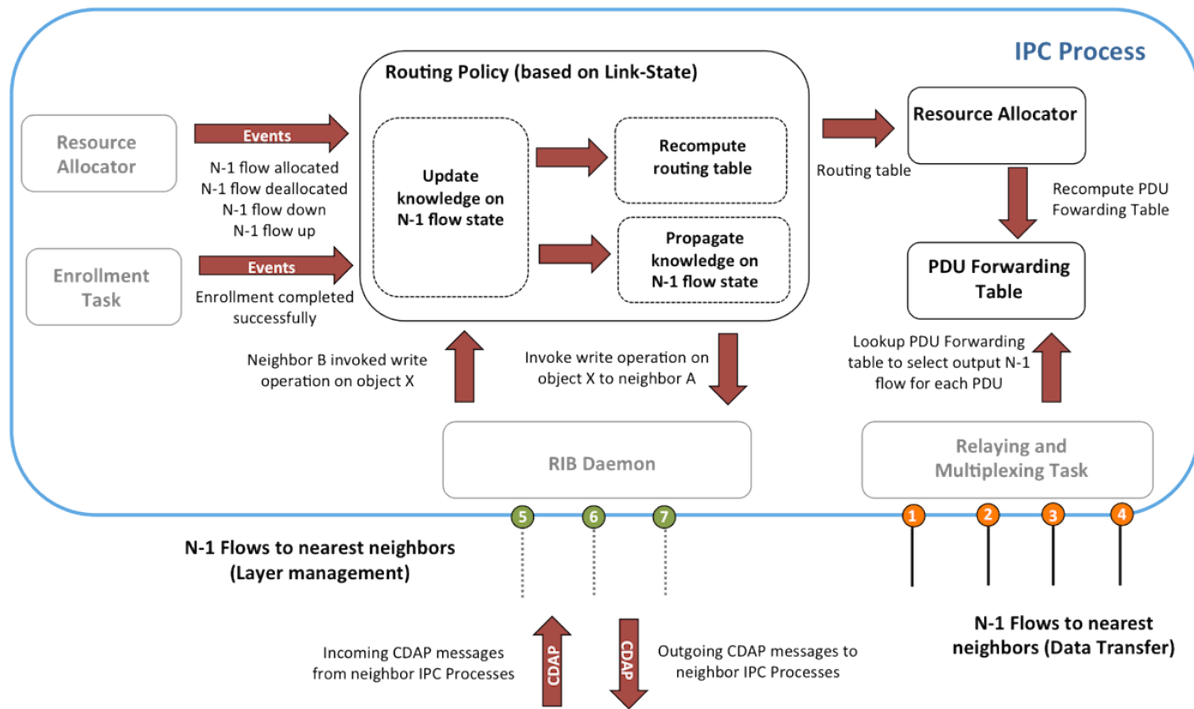 IPC Process
Routing Policy (based on Link-State)
Resource
Allocator
Events
N-1 flow allocated
N-1 flow deallocated
N-1 flow down
N-1 flow up
Enrollment
Task
Events
Enrollment completed
successfully
Update
knowledge on
N-1 flow state
Recompute
routing table
Propagate
knowledge on
N-1 flow state
Routing table
Resource Allocator
Recompute PDU
Fowarding Table
PDU Forwarding
Table
Neighbor B invoked write
operation on object X
Invoke write operation on
object X to neighbor A
Lookup PDU Forwarding
table to select output N-1
flow for each PDU
RIB Daemon
Relaying and
Multiplexing Task
5
6
7
1
2
3
4
N-1 Flows to nearest neighbors
(Layer management)
N-1 Flows to nearest
neighbors (Data Transfer)
Incoming CDAP messages
from neighbor IPC Processes
CDAP
CDAP
Outgoing CDAP messages to
neighbor IPC Processes